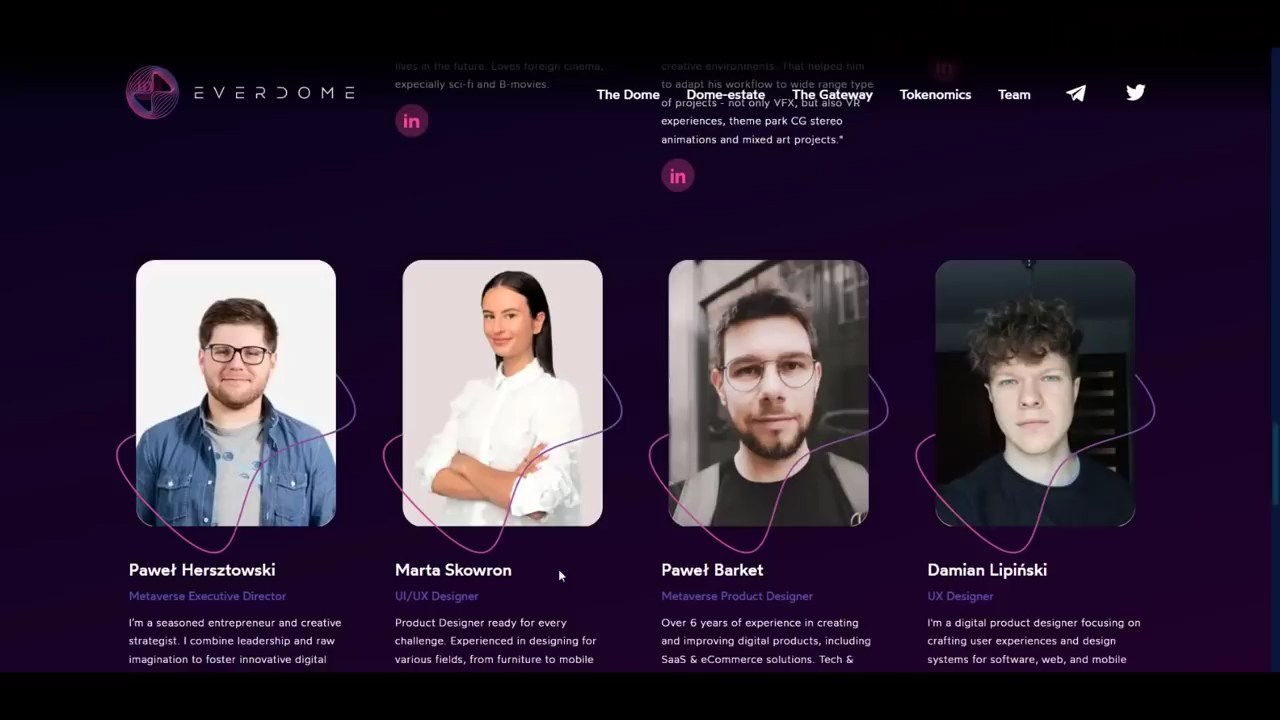 EVERDOME
The Dome
Dome-estate
The Gateway
Tokenomics
Team
lives in the future. Loves foreign cinema,
expecially sci-fi and B-movies.
in
creative environments. That helped him
to adapt his workflow to wide range type
of projects - not only VFX, but also VR
experiences, theme park CG stereo
animations and mixed art projects.*
in
in
Paweł Hersztowski
Metaverse Executive Director
I'm a seasoned entrepreneur and creative
strategist. I combine leadership and raw
imagination to foster innovative digital
Marta Skowron
UI/UX Designer
Product Designer ready for every
challenge. Experienced in designing for
various fields, from furniture to mobile
Paweł Barket
Metaverse Product Designer
Over 6 years of experience in creating
and improving digital products, including
SaaS & eCommerce solutions. Tech &
Damian Lipiński
UX Designer
I'm a digital product designer focusing on
crafting user experiences and design
systems for software, web, and mobile